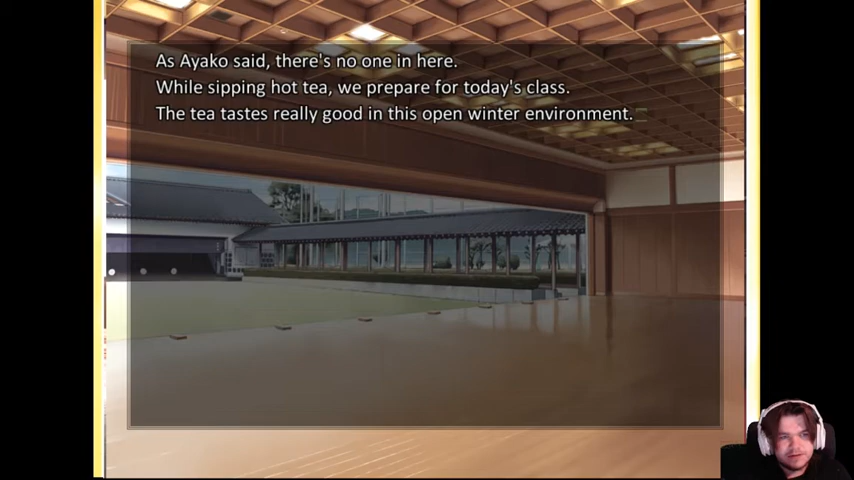 As Ayako said, there's no one in here.
While sipping hot tea, we prepare for today's class.
The tea tastes really good in this open winter environment.